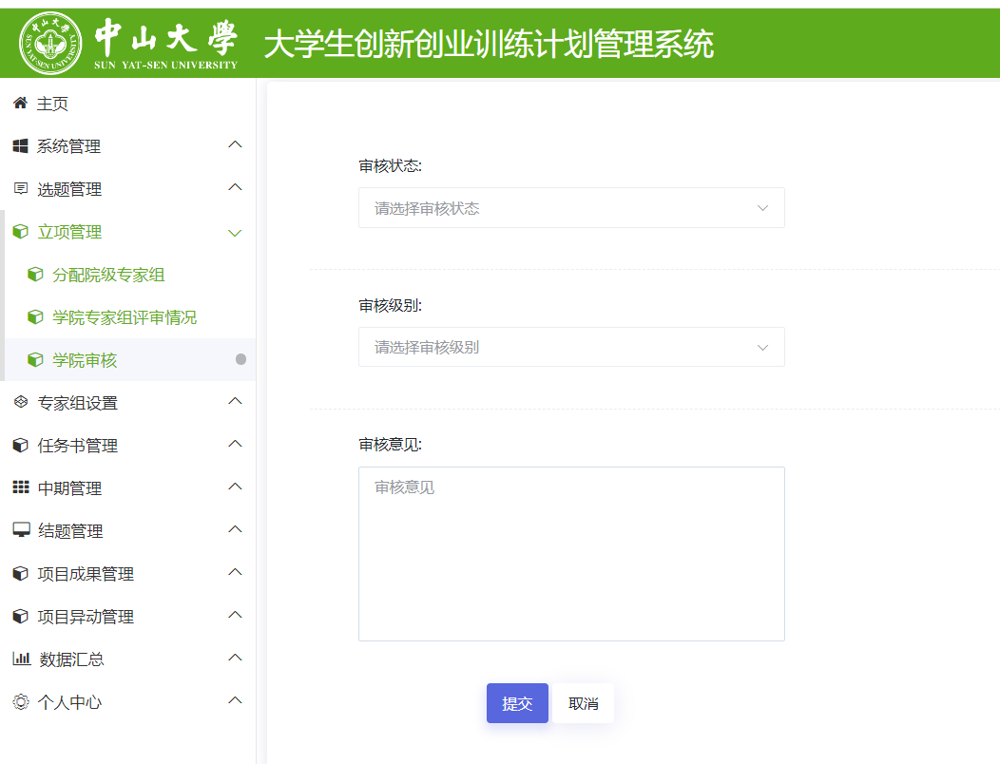 中山大學
SUN YAT-SEN UNIVERSITY
大学生创新创业训练计划管理系统
主页
系统管理
选题管理
立项管理
分配院级专家组
学院专家组评审情况
学院审核
专家组设置
任务书管理
中期管理
结题管理
项目成果管理
项目异动管理
数据汇总
个人中心
审核状态:
请选择审核状态
审核级别:
请选择审核级别
审核意见:
审核意见
提交 取消